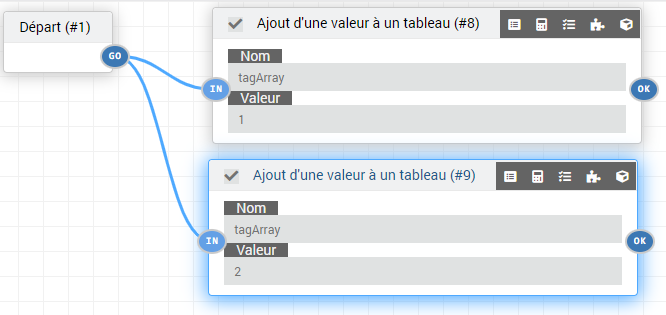 Départ (#1)
GO
Ajout d'une valeur à un tableau (#8)
Nom
tagArray
IN
OK
Valeur
1
Ajout d'une valeur à un tableau (#9)
Nom
tagArray
IN
OK
Valeur
2